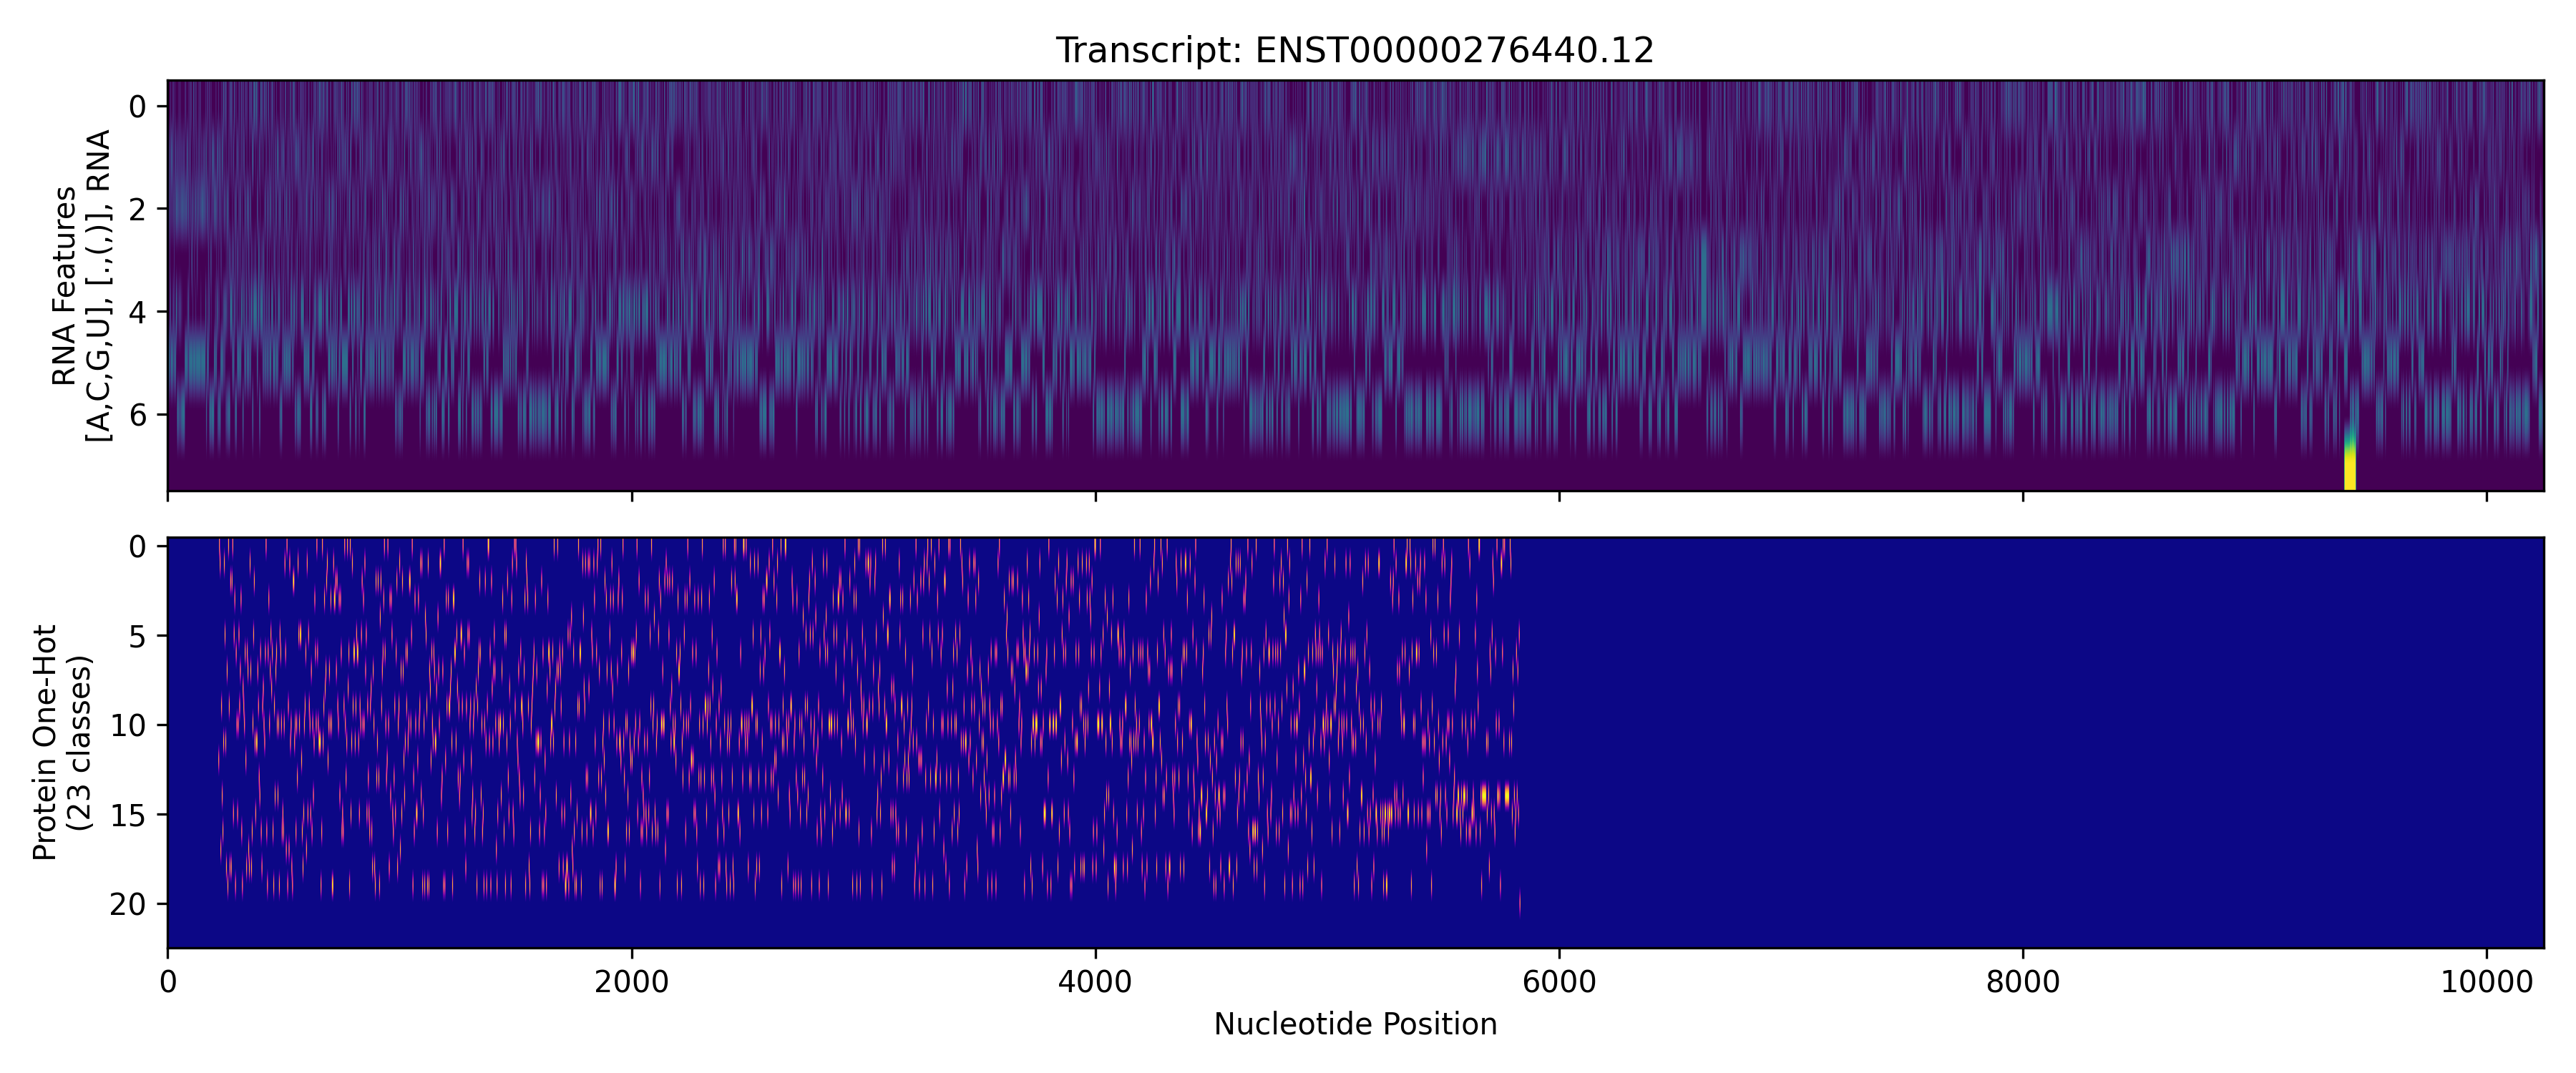 Transcript: ENST00000276440.12
RNA Features
[A,C,G,U], [.,(,)], RNA
0
2
4
6
Protein One-Hot
(23 classes)
0
5
10
15
20
0 2000 4000 6000 8000 10000
Nucleotide Position